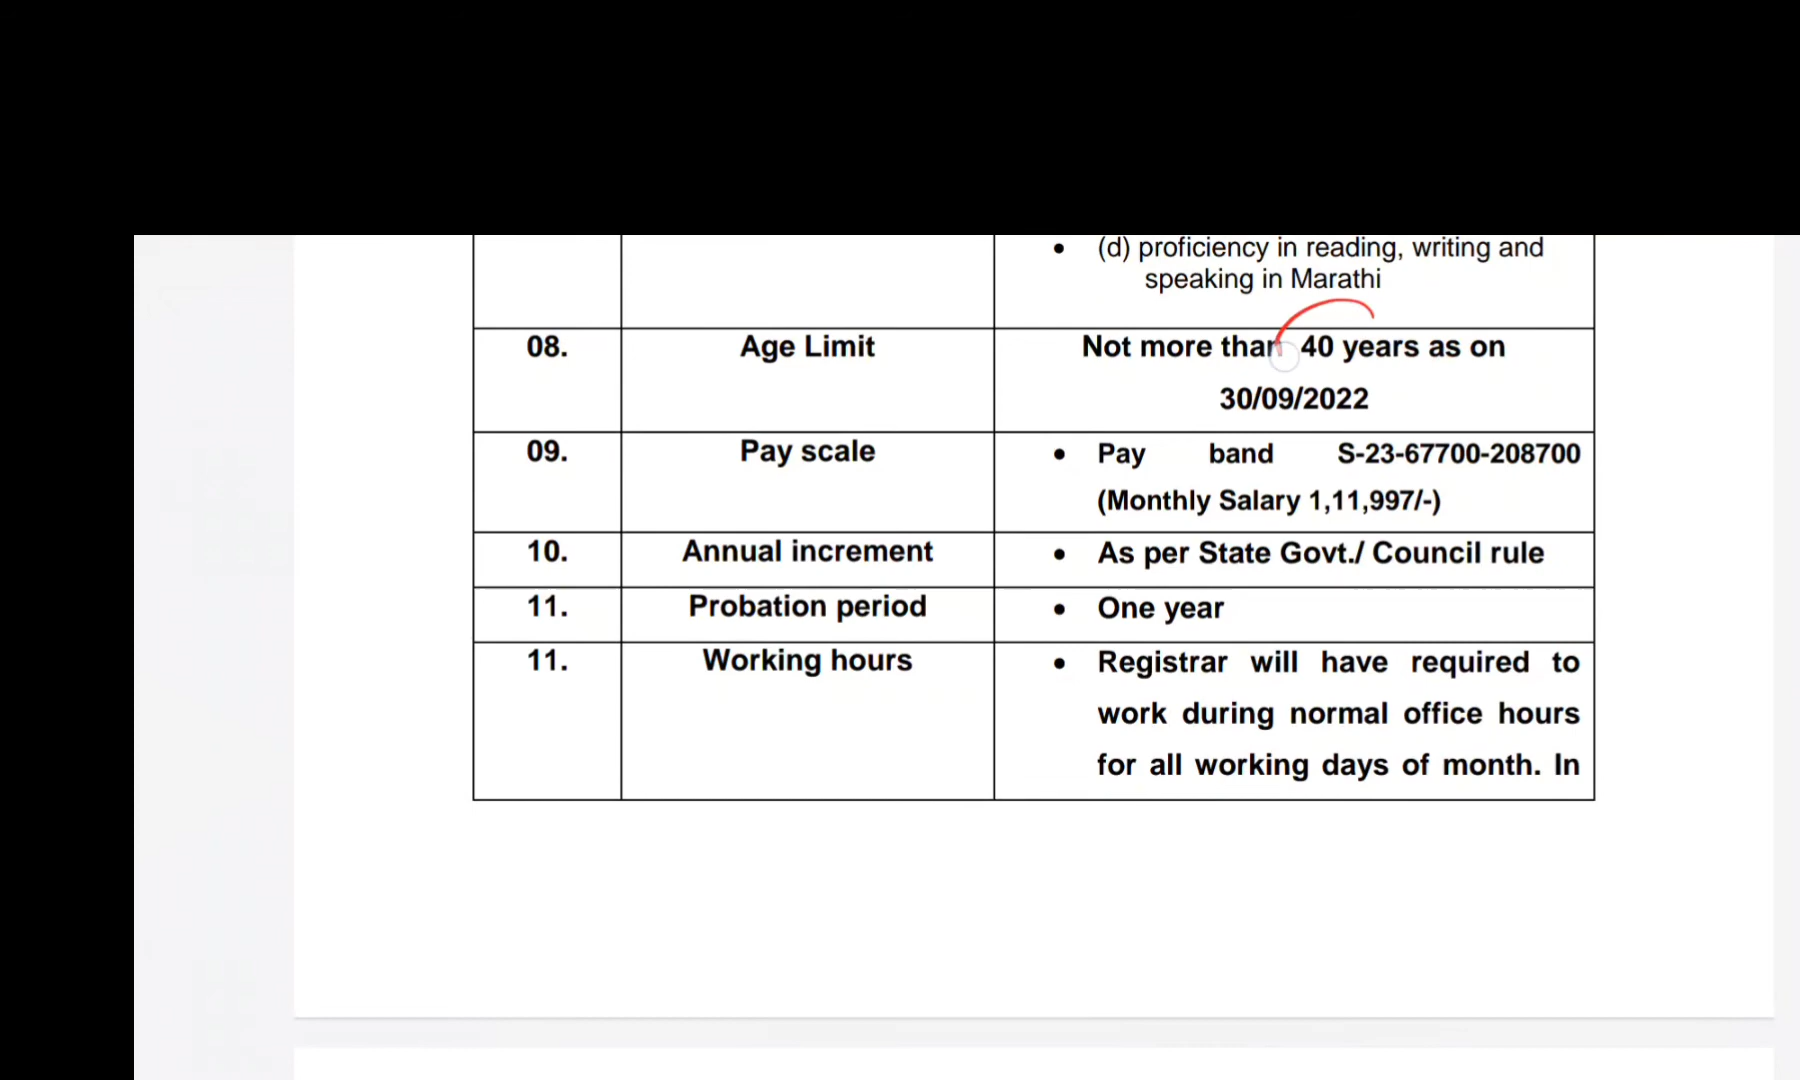 • (d) proficiency in reading, writing and
speaking in Marathi
08. Age Limit Not more than 40 years as on
30/09/2022
09. Pay scale • Pay band S-23-67700-208700
(Monthly Salary 1,11,997/-)
10. Annual increment • As per State Govt./ Council rule
11. Probation period • One year
11. Working hours • Registrar will have required to
work during normal office hours
for all working days of month. In